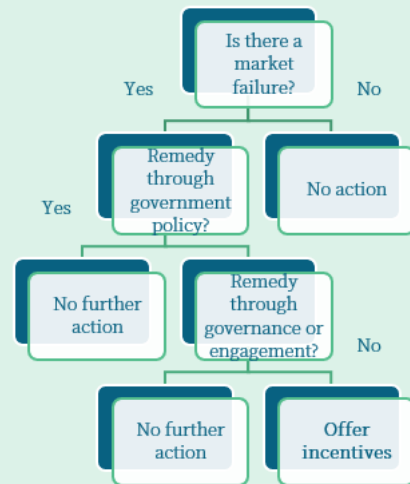 Is there a
market
failure?
Yes
No
Remedy
through
government
policy?
No action
Yes
No further
action
Remedy
through
governance or
engagement?
No
No further
action
Offer
incentives